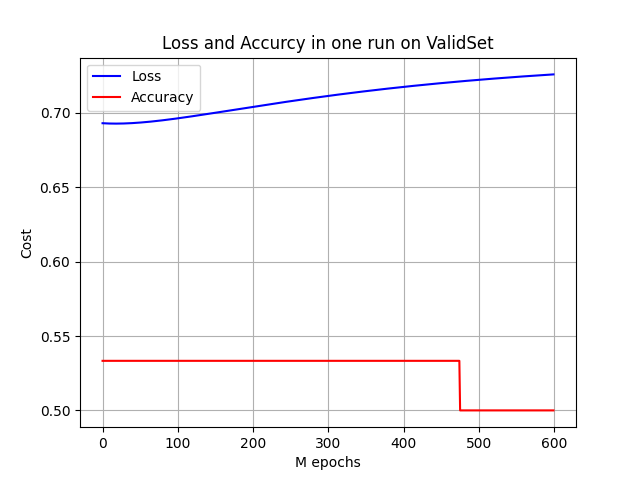 Loss and Accurcy in one run on ValidSet
Loss
Accuracy
0.70
0.65
0.60
0.55
0.50
Cost
0 100 200 300 400 500 600
M epochs